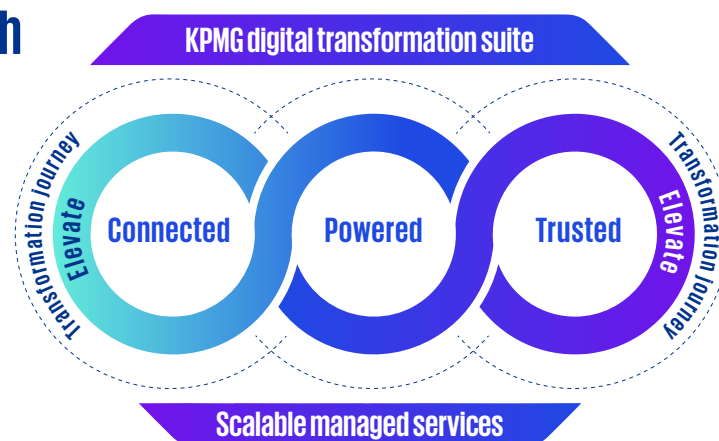 h
KPMG digital transformation suite
Transformation journey
Elevate
Connected
Powered
Trusted
Elevate
Transformation journey
Scalable managed services